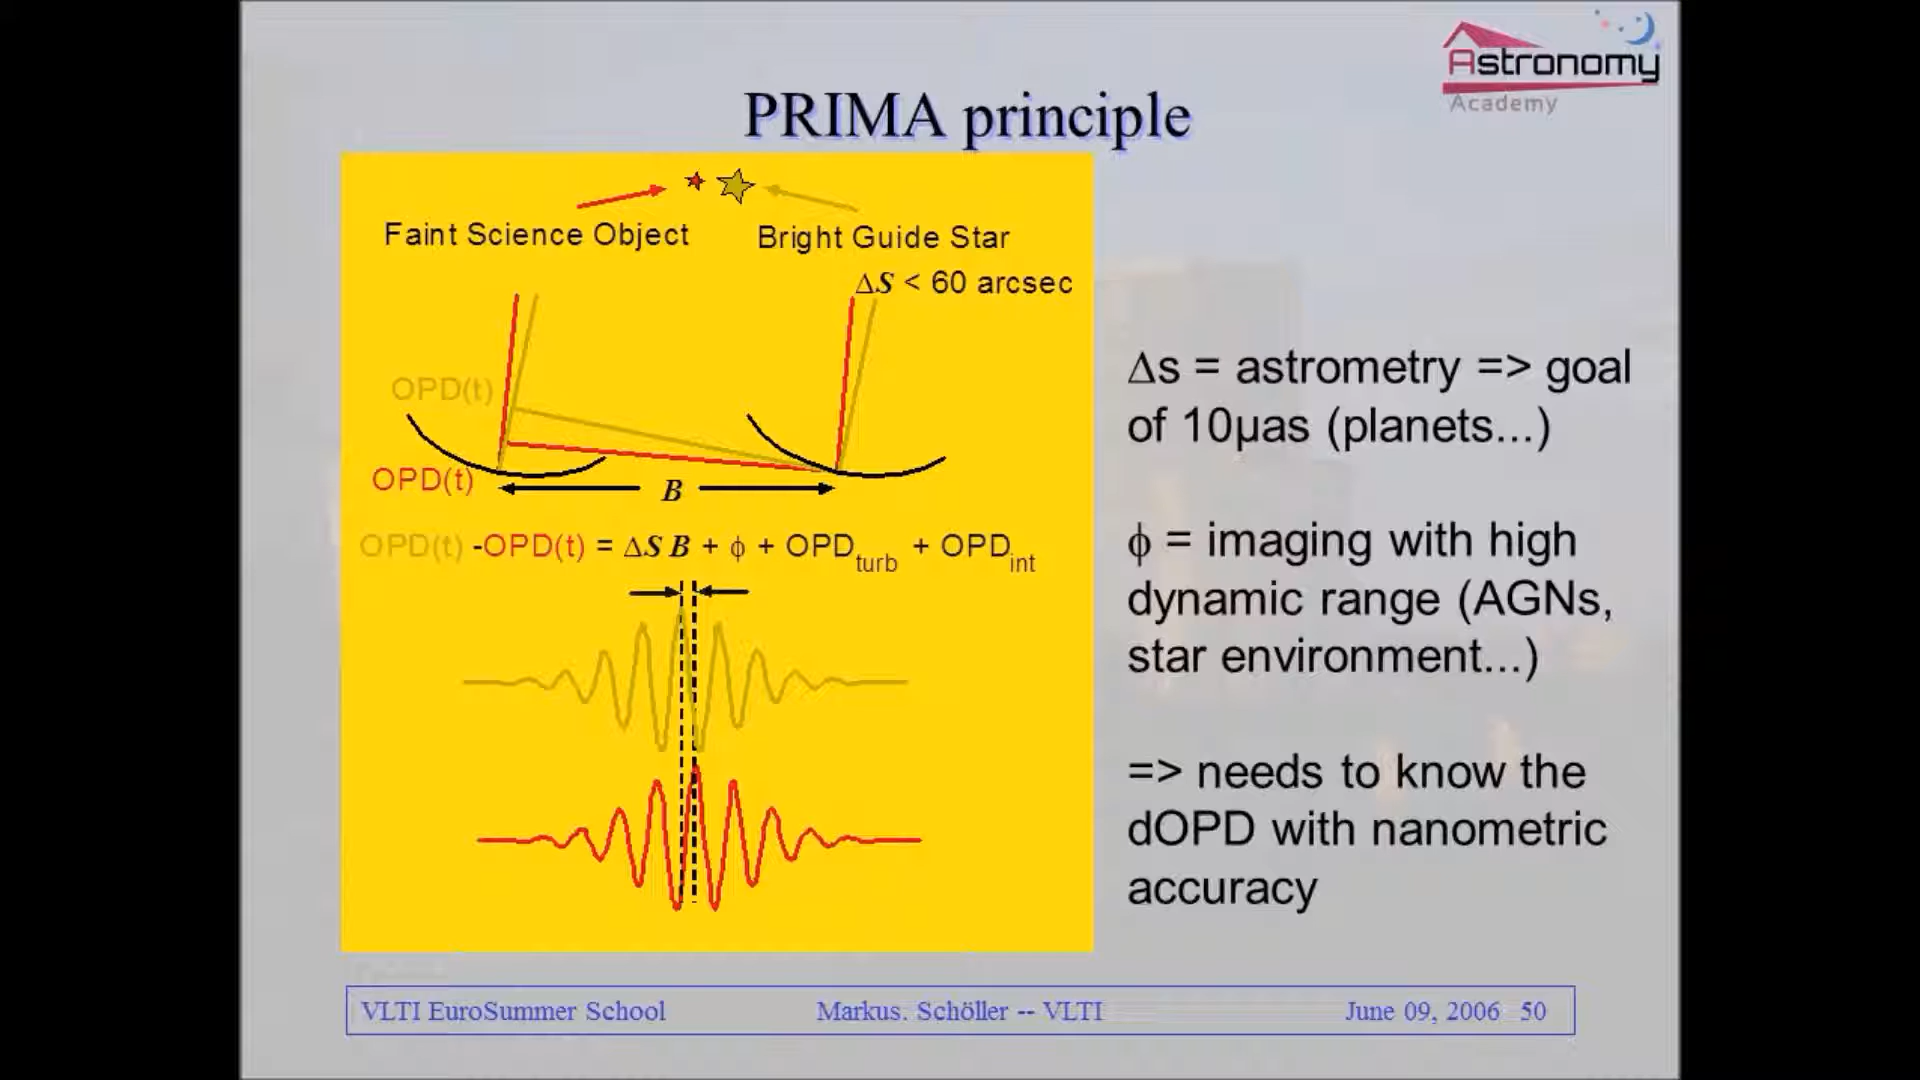 Astronomy
Academy
PRIMA principle
Faint Science Object
Bright Guide Star
ΔS < 60 arcsec
OPD(t)
OPD(t)
B
OPD(t) -OPD(t) = ΔS B + ϕ + OPDturb + OPDint
Δs = astrometry => goal
of 10µas (planets...)
ϕ = imaging with high
dynamic range (AGNs,
star environment...)
=> needs to know the
dOPD with nanometric
accuracy
VLTI EuroSummer School
Markus. Schöller -- VLTI
June 09, 2006 50